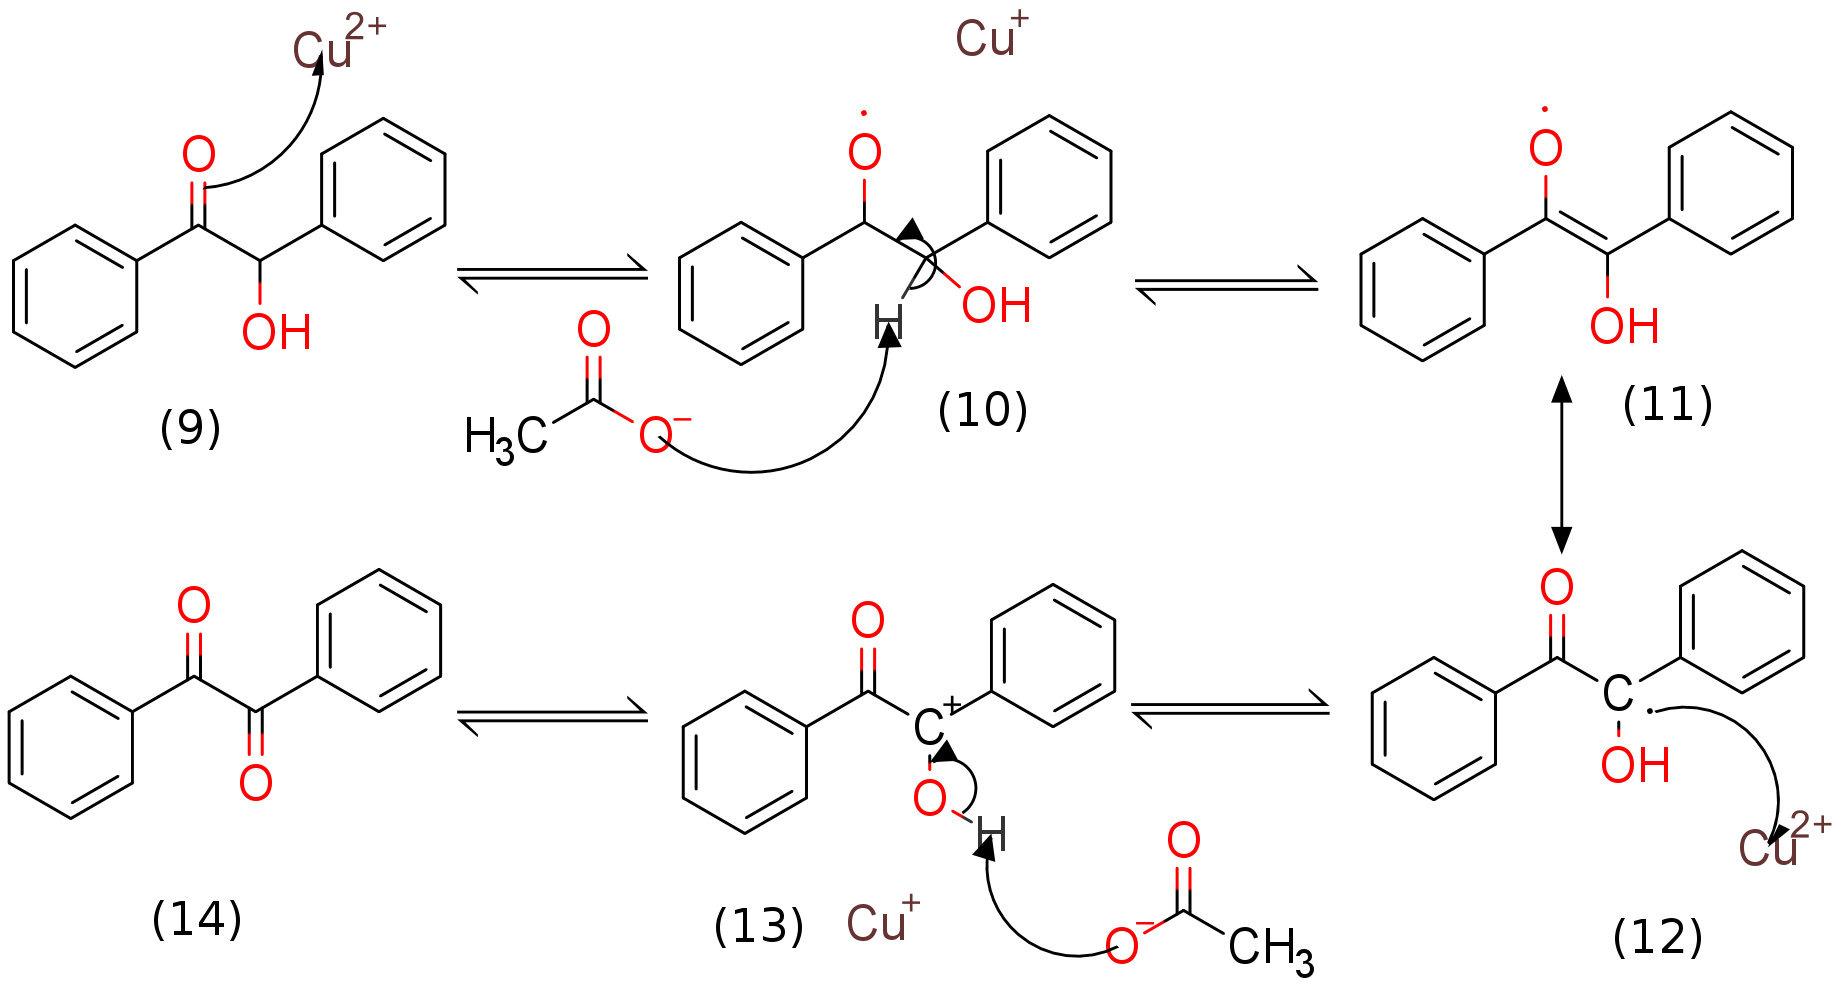 Cu2+
O
OH
(9)
Cu+
O
H
OH
(10)
O
H3C
O−
O
OH
(11)
O
C
OH
Cu2+
(12)
O
C+
O
H
(13)
Cu+
O
O−
CH3
O
O
(14)